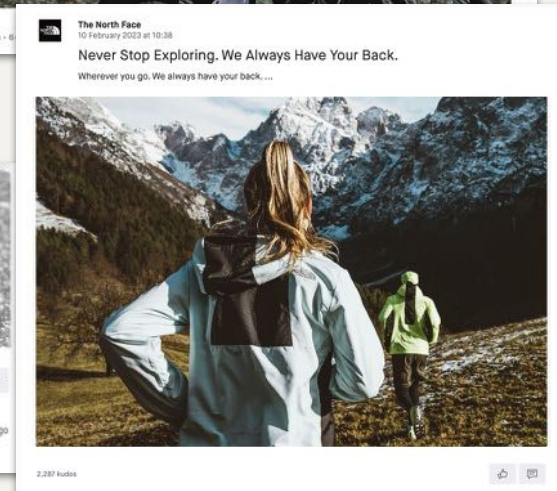 The North Face
10 February 2023 at 10:38
Never Stop Exploring. We Always Have Your Back.
Wherever you go. We always have your back. ...
2,287 kudos